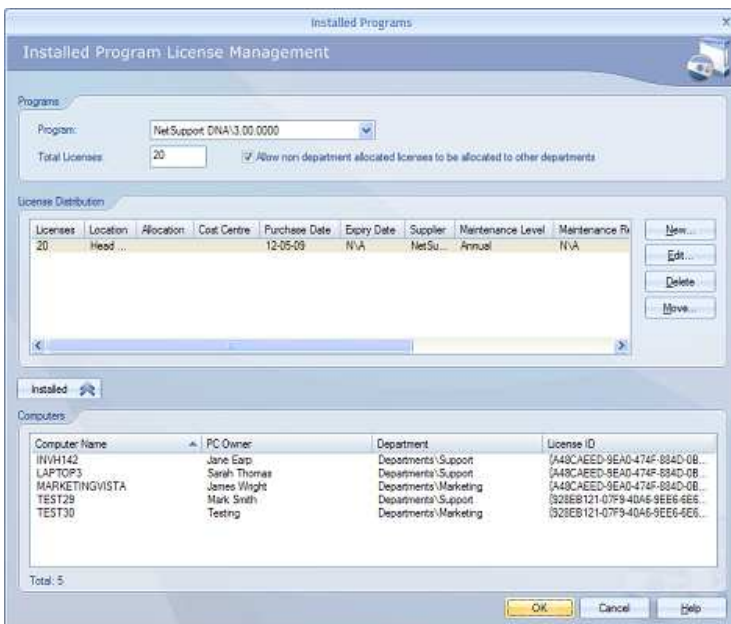 Installed Programs
Installed Program License Management
Programs
Program: NetSupport DNA\3.00.0000
Total Licenses 20 Allow non department allocated licenses to be allocated to other departments
License Distribution
Licenses Location Allocation Cost Centre Purchase Date Expiry Date Supplier Maintenance Level Maintenance Re
20 Head ... 12-05-09 N\A NetSu... Annual N\A
New...
Edit...
Delete
Move...
Installed
Computers
Computer Name PC Owner Department License ID
INVH142 Jane Earp Departments\Support {A48CAEED-9EA0-474F-884D-0B...
LAPTOP3 Sarah Thomas Departments\Support {A48CAEED-9EA0-474F-884D-0B...
MARKETINGVISTA James Wright Departments\Marketing {A48CAEED-9EA0-474F-884D-0B...
TEST29 Mark Smith Departments\Support {928EB121-07F9-40A6-9EE6-6E6...
TEST30 Testing Departments\Marketing {928EB121-07F9-40A6-9EE6-6E6...
Total: 5
OK Cancel Help